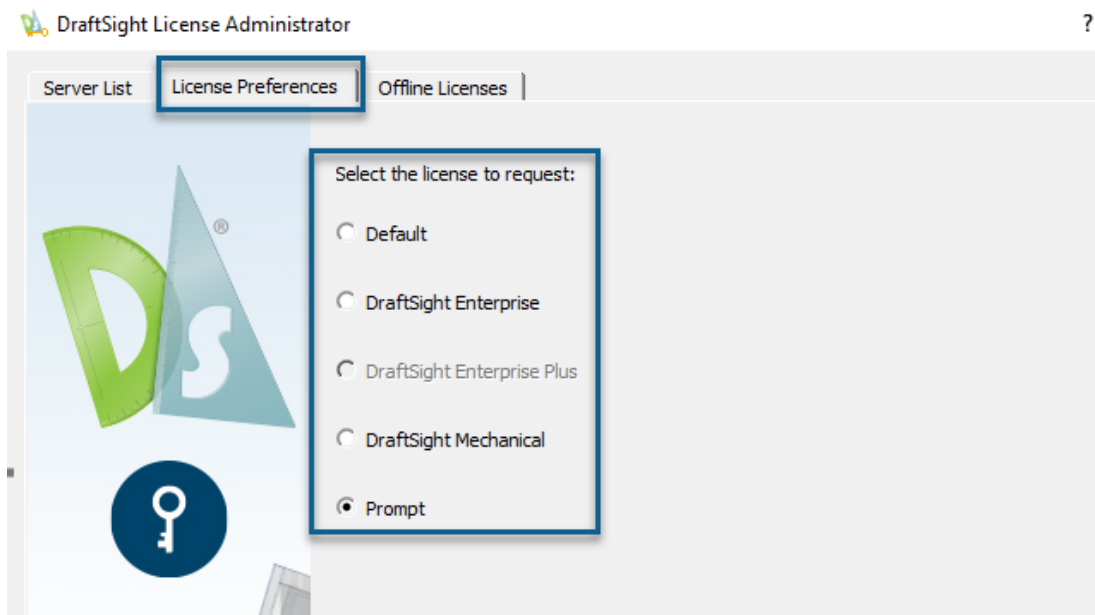 DraftSight License Administrator ?
Server List License Preferences Offline Licenses
Select the license to request:
®
Default
DraftSight Enterprise
DS
DraftSight Enterprise Plus
DraftSight Mechanical
Prompt